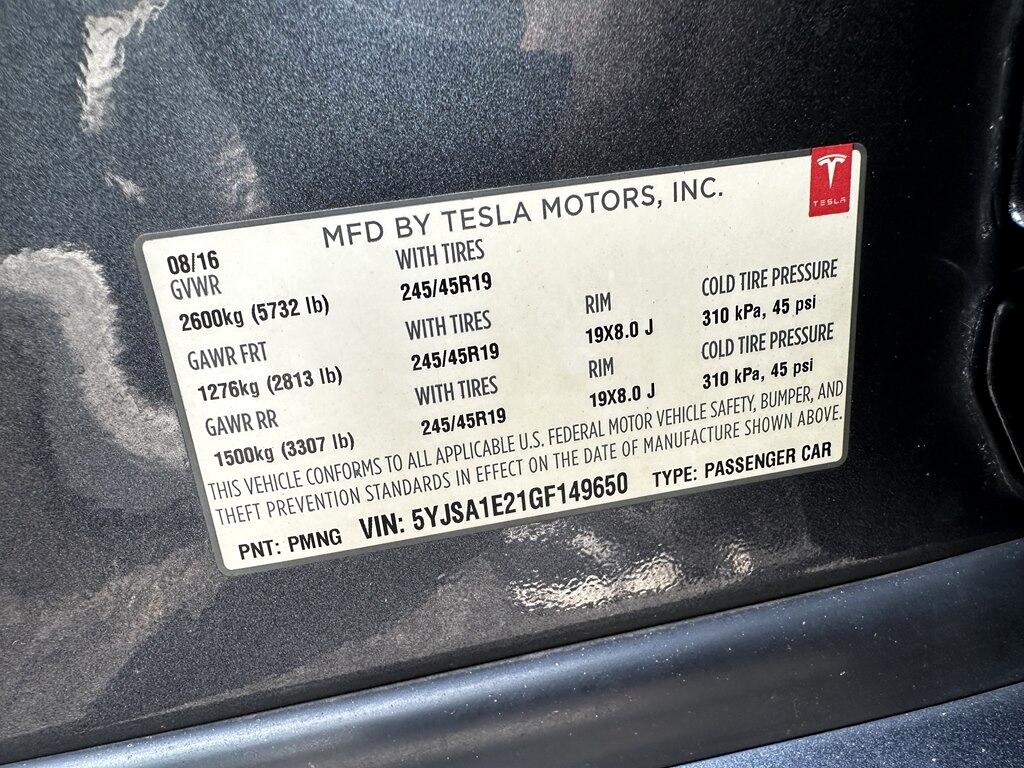 MFD BY TESLA MOTORS, INC.
TESLA
08/16
GVWR WITH TIRES
2600kg (5732 lb) 245/45R19
GAWR FRT WITH TIRES RIM COLD TIRE PRESSURE
1276kg (2813 lb) 245/45R19 19X8.0 J 310 kPa, 45 psi
GAWR RR WITH TIRES RIM COLD TIRE PRESSURE
1500kg (3307 lb) 245/45R19 19X8.0 J 310 kPa, 45 psi
THIS VEHICLE CONFORMS TO ALL APPLICABLE U.S. FEDERAL MOTOR VEHICLE SAFETY, BUMPER, AND
THEFT PREVENTION STANDARDS IN EFFECT ON THE DATE OF MANUFACTURE SHOWN ABOVE.
PNT: PMNG VIN: 5YJSA1E21GF149650 TYPE: PASSENGER CAR